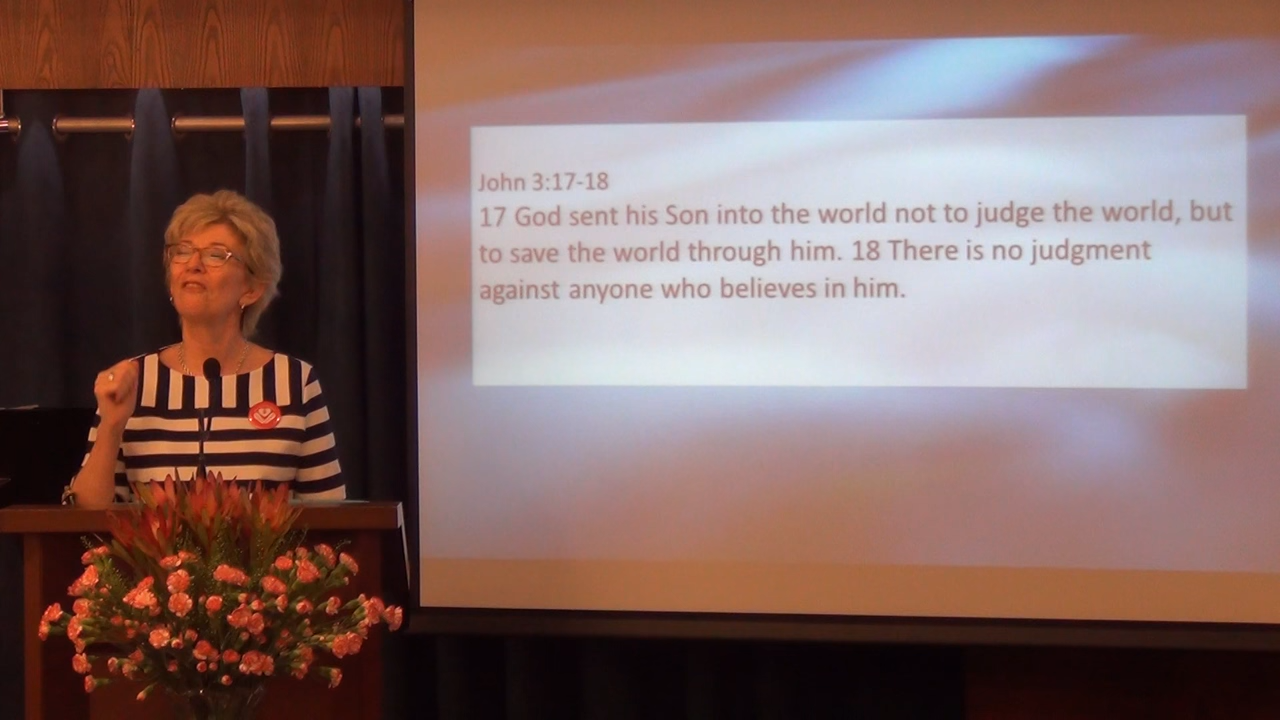 John 3:17-18
17 God sent his Son into the world not to judge the world, but
to save the world through him. 18 There is no judgment
against anyone who believes in him.